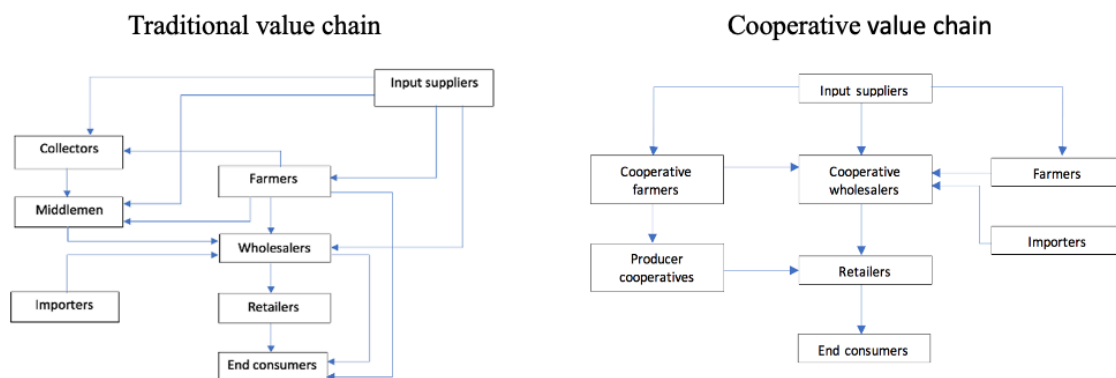 Traditional value chain
Input suppliers
Collectors
Farmers
Middlemen
Wholesalers
Importers
Retailers
End consumers
Cooperative value chain
Input suppliers
Cooperative
farmers
Cooperative
wholesalers
Farmers
Importers
Producer
cooperatives
Retailers
End consumers